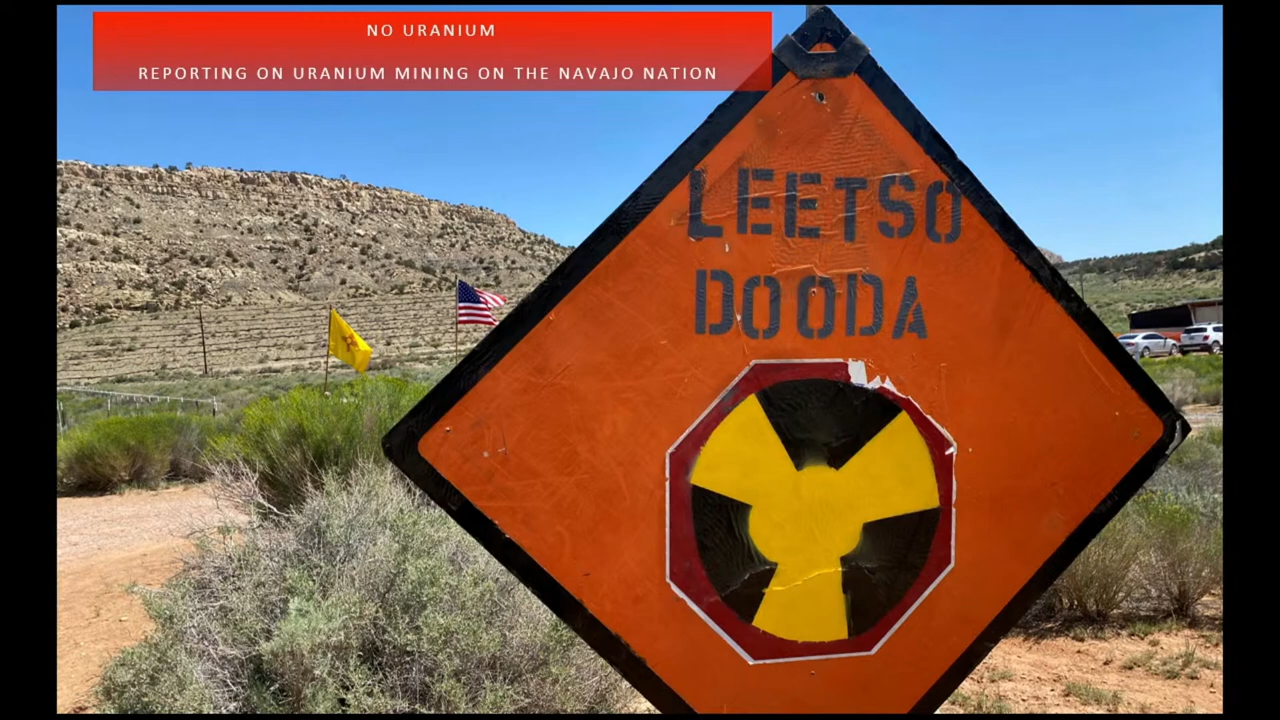 NO URANIUM
REPORTING ON URANIUM MINING ON THE NAVAJO NATION
LEETSO
DOODA